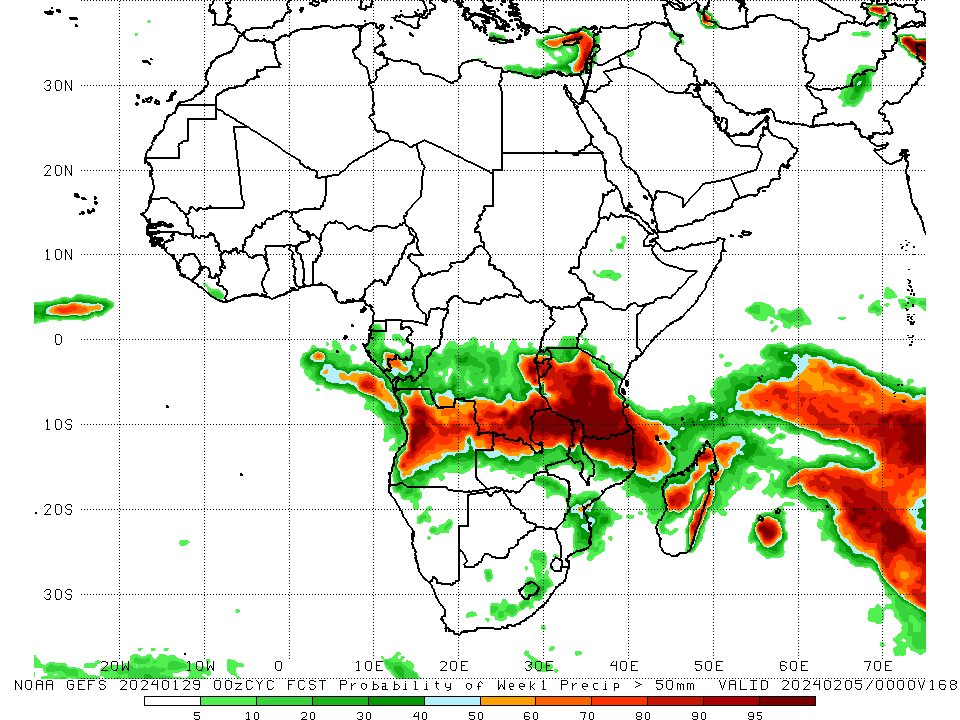 30N
20N
10N
0
10S
20S
30S
20W 10W 0 10E 20E 30E 40E 50E 60E 70E
NOAA GEFS 20240129 00zCYC FCST Probability of Week1 Precip > 50mm VALID 20240205/0000V168
5 10 20 30 40 50 60 70 80 90 95